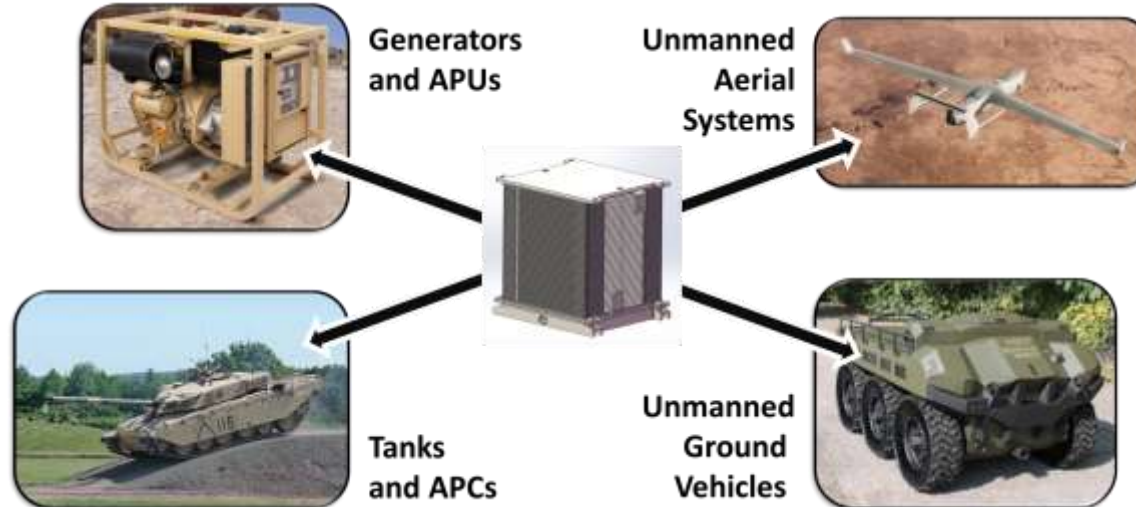 Generators
and APUs
Unmanned
Aerial
Systems
Tanks
and APCs
Unmanned
Ground
Vehicles